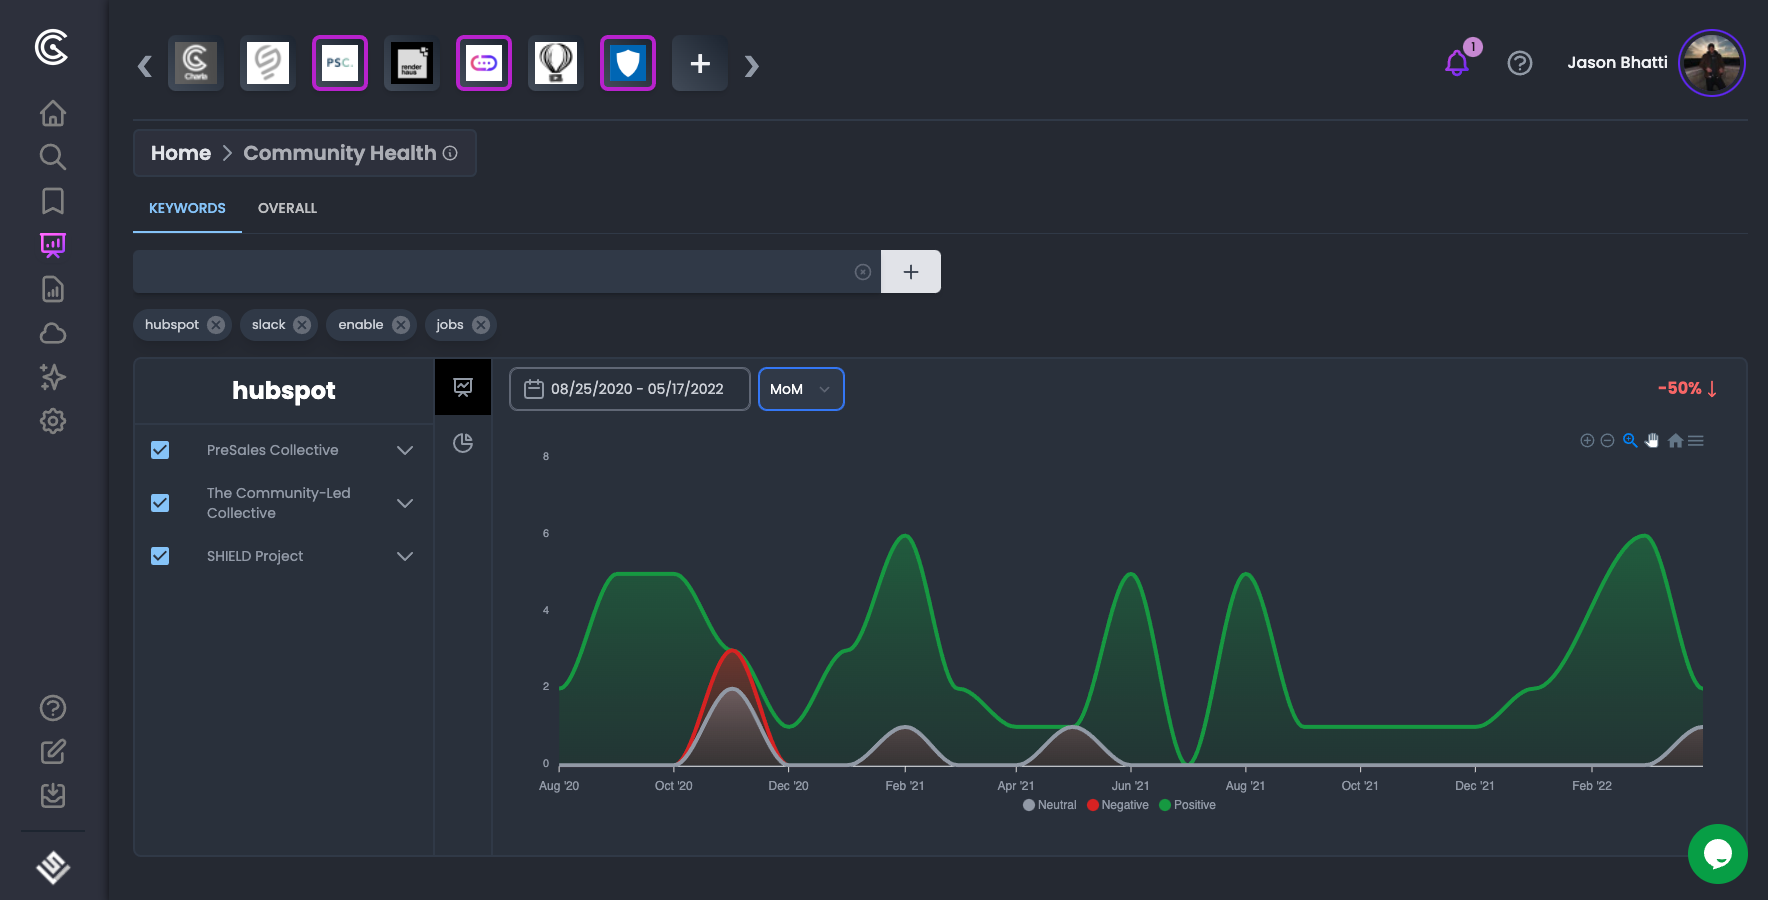 Charla
PSC.
render
haus
1
Jason Bhatti
Home
Community Health
KEYWORDS
OVERALL
hubspot
slack
enable
jobs
hubspot
08/25/2020 - 05/17/2022
MoM
-50%
PreSales Collective
The Community-Led
Collective
SHIELD Project
8
6
4
2
0
Aug '20
Oct '20
Dec '20
Feb '21
Apr '21
Jun '21
Aug '21
Oct '21
Dec '21
Feb '22
Neutral
Negative
Positive